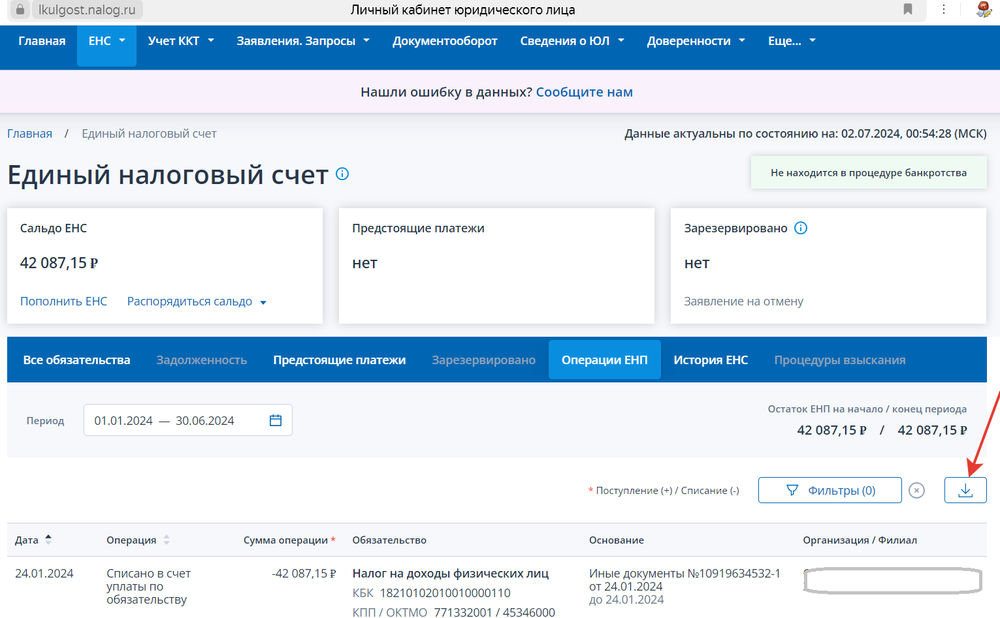 lkulgost.nalog.ru Личный кабинет юридического лица
Главная ЕНС Учет ККТ Заявления. Запросы Документооборот Сведения о ЮЛ Доверенности Еще...
Нашли ошибку в данных? Сообщите нам
Главная / Единый налоговый счет Данные актуальны по состоянию на: 02.07.2024, 00:54:28 (МСК)
Единый налоговый счет
Не находится в процедуре банкротства
Сальдо ЕНС Предстоящие платежи Зарезервировано
42 087,15 ₽ нет нет
Пополнить ЕНС Распорядиться сальдо Заявление на отмену
Все обязательства Задолженность Предстоящие платежи Зарезервировано Операции ЕНП История ЕНС Процедуры взыскания
Остаток ЕНП на начало / конец периода
Период 01.01.2024 — 30.06.2024 42 087,15 ₽ / 42 087,15 ₽
* Поступление (+) / Списание (-) Фильтры (0)
Дата Операция Сумма операции * Обязательство Основание Организация / Филиал
24.01.2024 Списано в счет -42 087,15 ₽ Налог на доходы физических лиц Иные документы №10919634532-1
уплаты по КБК 18210102010010000110 от 24.01.2024
обязательству до 24.01.2024
КПП / ОКТМО 771332001 / 45346000